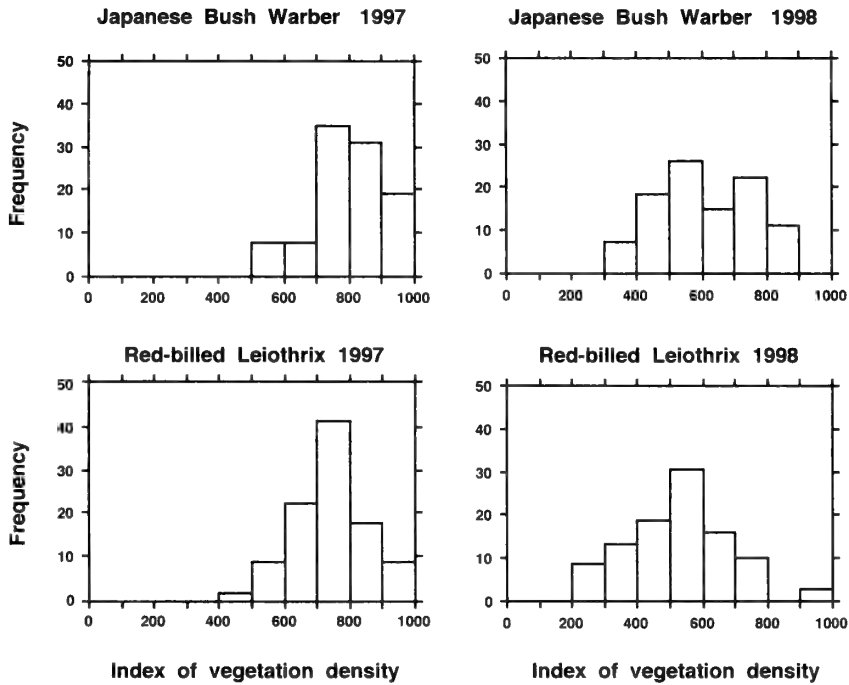 Japanese Bush Warber 1997
Japanese Bush Warber 1998
50
40
30
20
10
0
Frequency
0 200 400 600 800 1000
50
40
30
20
10
0
0 200 400 600 800 1000
Red-billed Leiothrix 1997
Red-billed Leiothrix 1998
50
40
30
20
10
0
Frequency
0 200 400 600 800 1000
50
40
30
20
10
0
0 200 400 600 800 1000
Index of vegetation density
Index of vegetation density